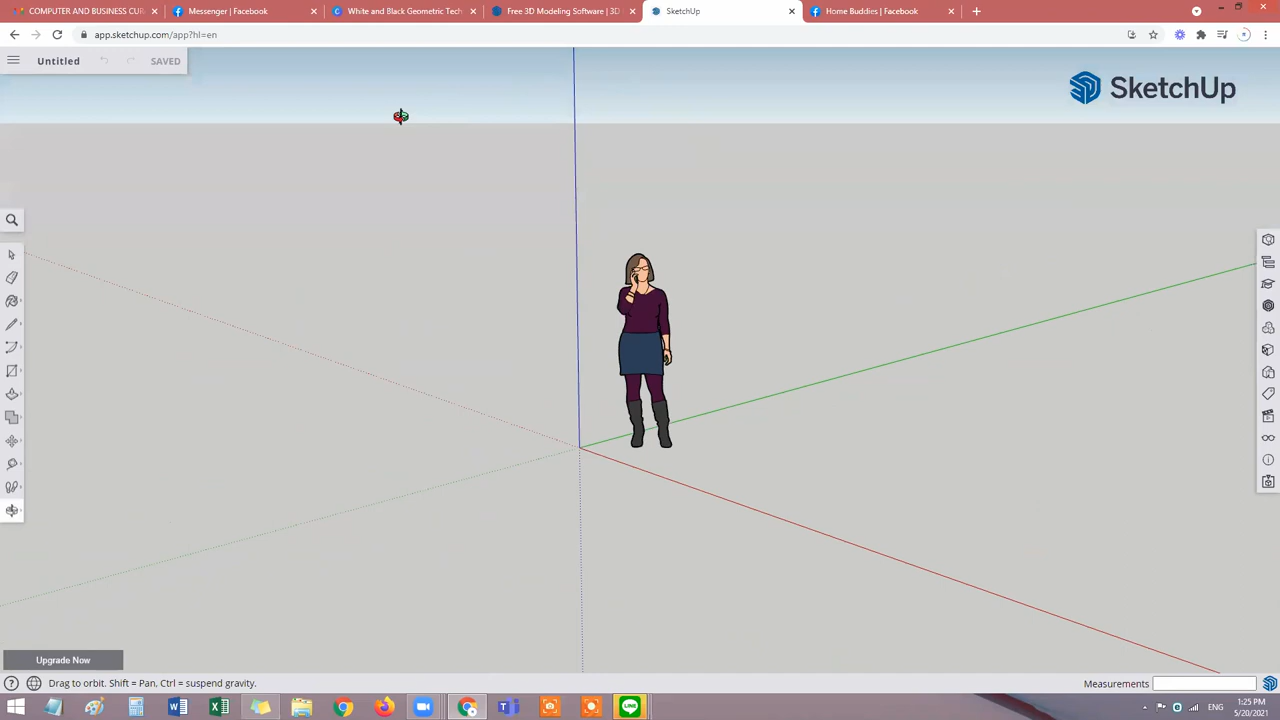 COMPUTER AND BUSINESS CUR
Messenger | Facebook
White and Black Geometric Tech
Free 3D Modeling Software | 3D
SketchUp
Home Buddies | Facebook
app.sketchup.com/app?hl=en
Untitled
SAVED
SketchUp
Upgrade Now
Drag to orbit. Shift = Pan, Ctrl = suspend gravity.
Measurements
LINE
ENG
1:25 PM
5/20/2021